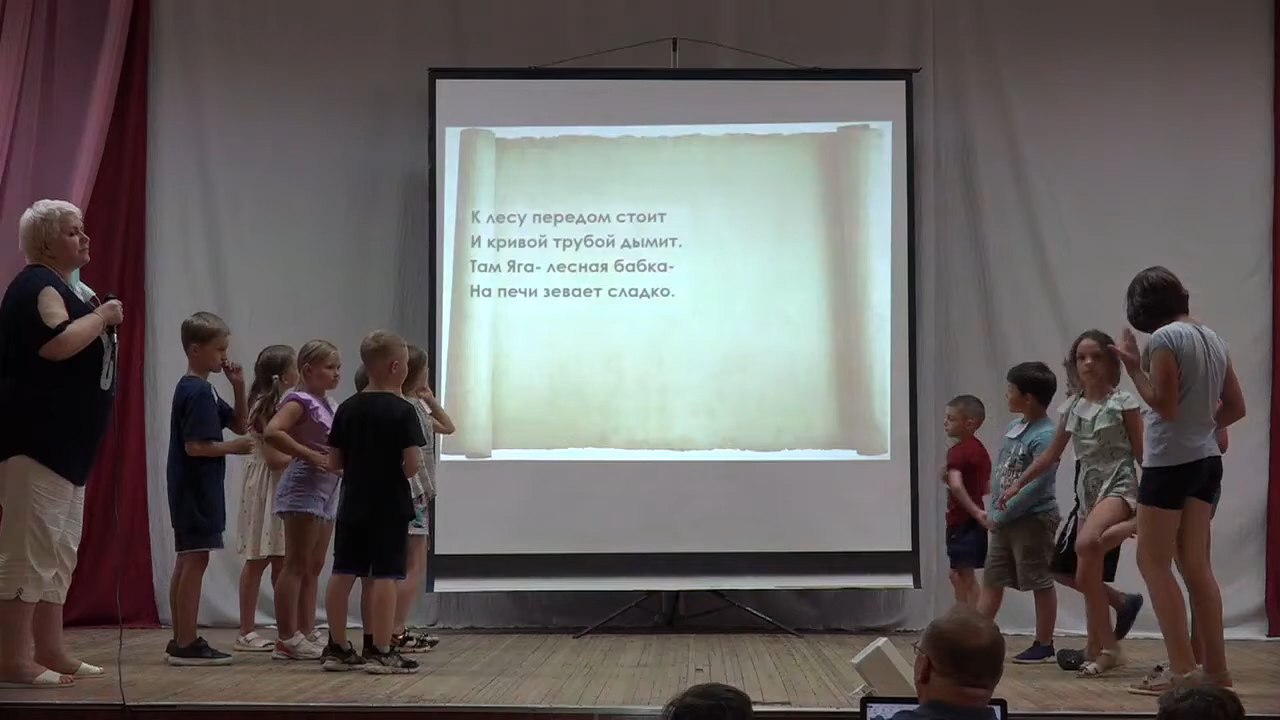 К лесу передом стоит
И кривой трубой дымит.
Там Яга- лесная бабка-
На печи зевает сладко.